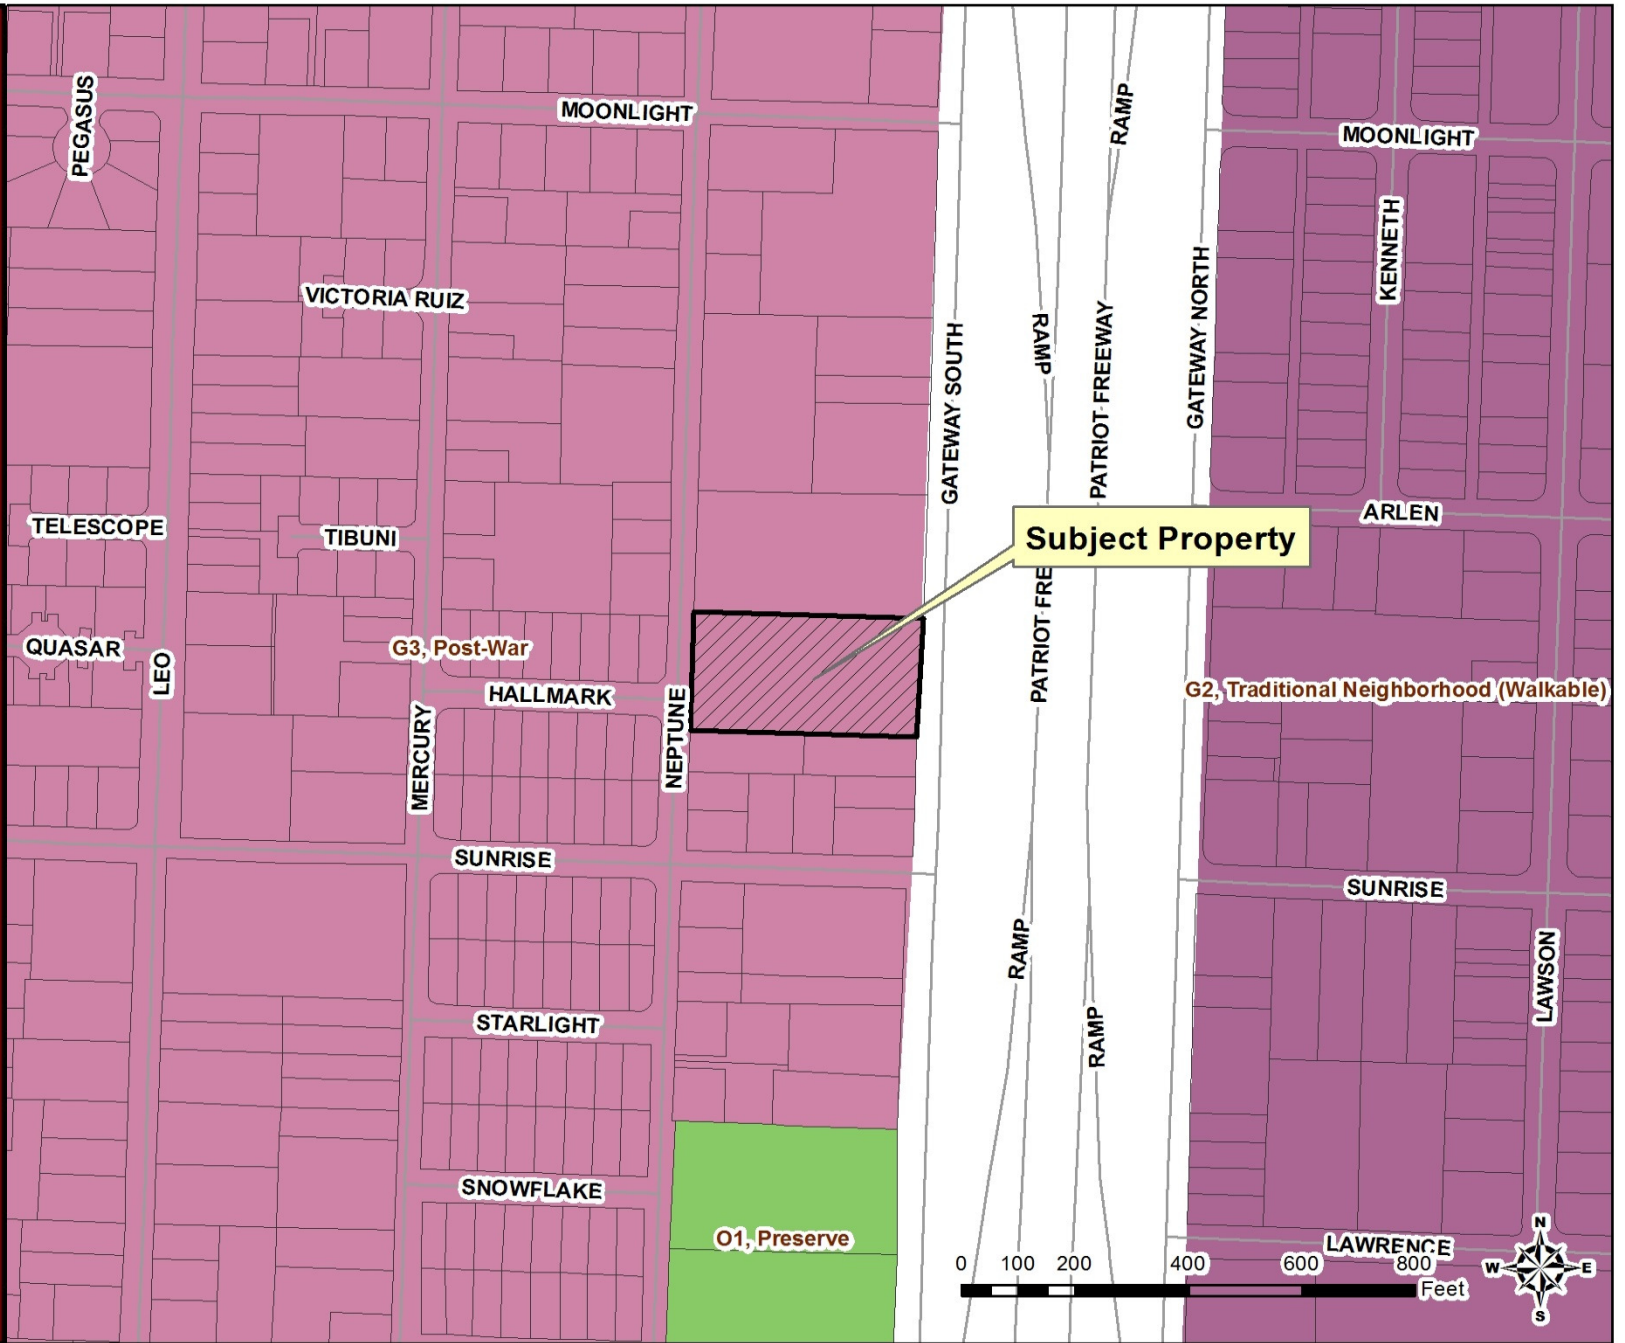 PEGASUS
MOONLIGHT
RAMP
MOONLIGHT
KENNETH
VICTORIA RUIZ
GATEWAY SOUTH
RAMP
PATRIOT FREEWAY
GATEWAY NORTH
TELESCOPE
TIBUNI
ARLEN
Subject Property
PATRIOT FRE
QUASAR
LEO
G3, Post-War
HALLMARK
MERCURY
NEPTUNE
G2, Traditional Neighborhood (Walkable)
SUNRISE
SUNRISE
RAMP
LAWSON
STARLIGHT
RAMP
SNOWFLAKE
O1, Preserve
LAWRENCE
0 100 200 400 600 800
Feet
N
W E
S